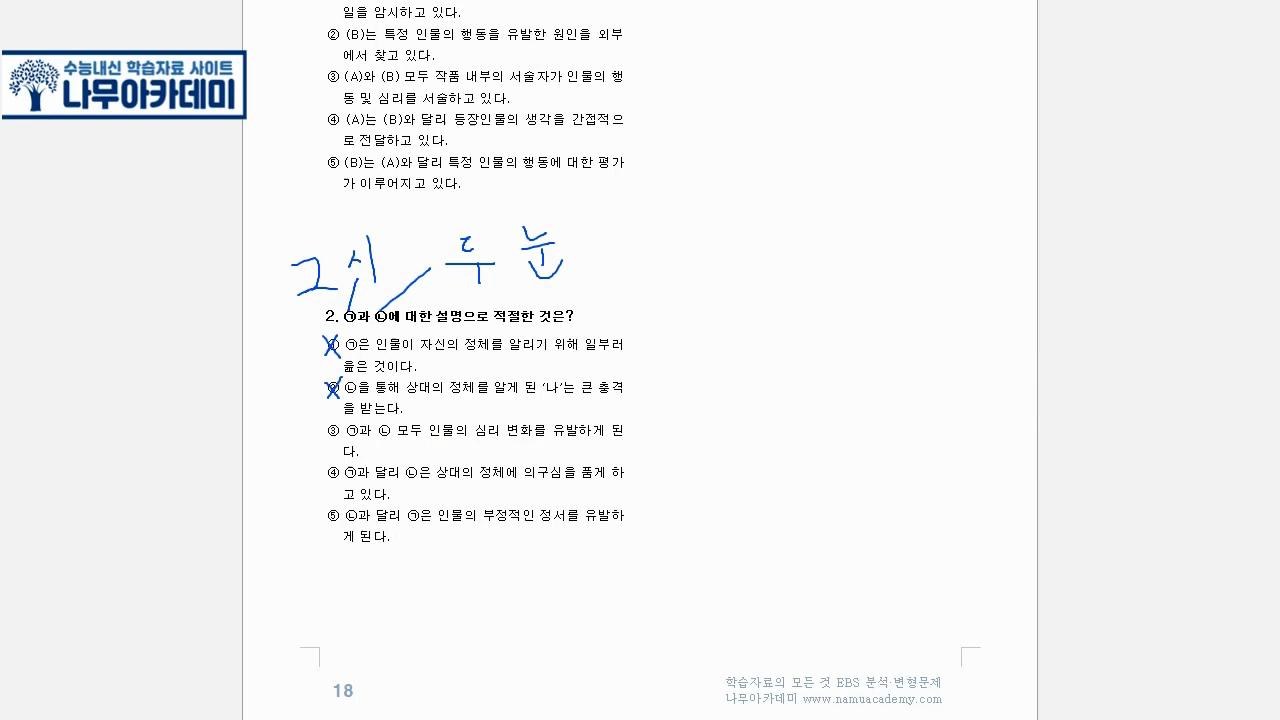 일을 암시하고 있다.
② (B)는 특정 인물의 행동을 유발한 원인을 외부
에서 찾고 있다.
수능내신 학습자료 사이트
나무아카데미
③ (A)와 (B) 모두 작품 내부의 서술자가 인물의 행
동 및 심리를 서술하고 있다.
④ (A)는 (B)와 달리 등장인물의 생각을 간접적으
로 전달하고 있다.
⑤ (B)는 (A)와 달리 특정 인물의 행동에 대한 평가
가 이루어지고 있다.
그 시 두 눈
2. ㉠과 ㉡에 대한 설명으로 적절한 것은?
① ㉠은 인물이 자신의 정체를 알리기 위해 일부러
읊은 것이다.
② ㉡을 통해 상대의 정체를 알게 된 ‘나’는 큰 충격
을 받는다.
③ ㉠과 ㉡ 모두 인물의 심리 변화를 유발하게 된
다.
④ ㉠과 달리 ㉡은 상대의 정체에 의구심을 품게 하
고 있다.
⑤ ㉡과 달리 ㉠은 인물의 부정적인 정서를 유발하
게 된다.
18
학습자료의 모든 것 EBS 분석·변형문제
나무아카데미 www.namuacademy.com